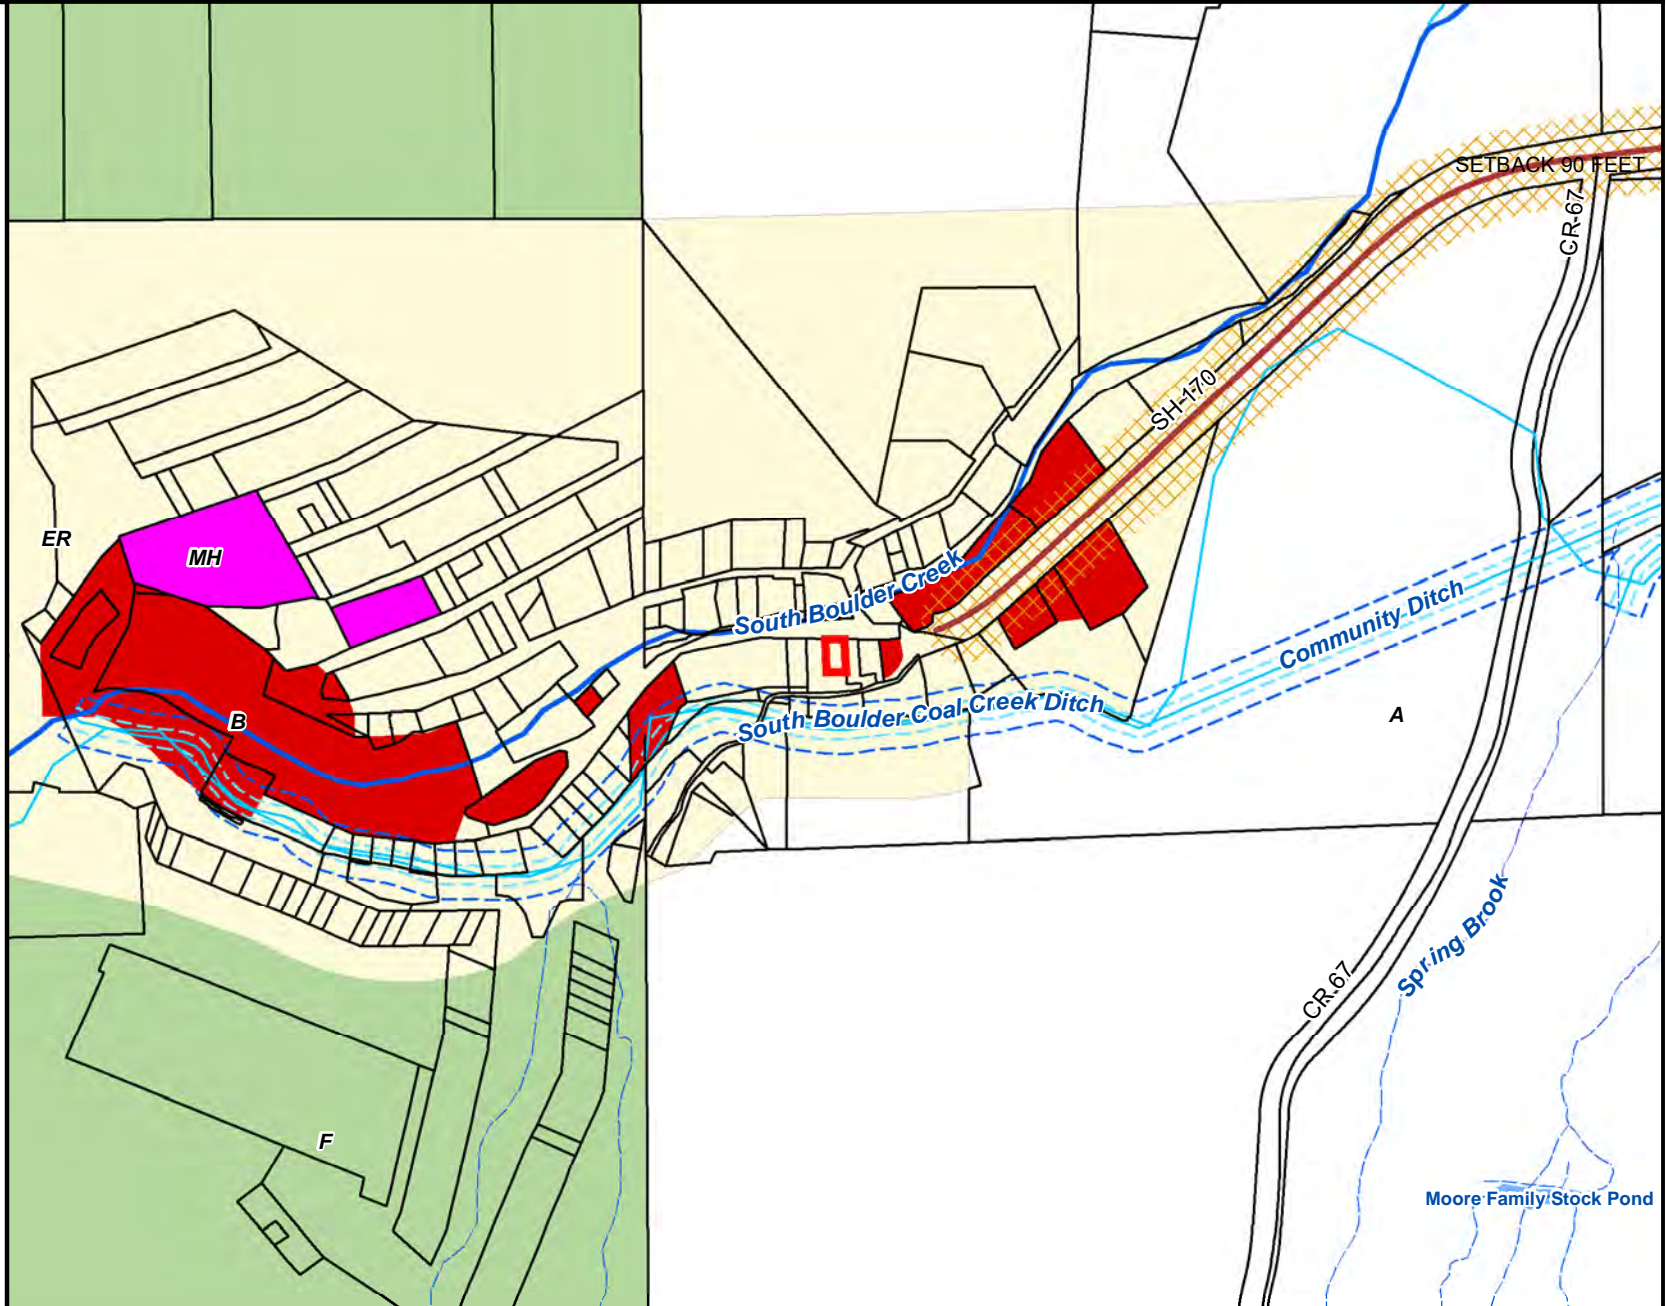 SETBACK 90 FEET
CR-67
SH-170
ER
MH
South Boulder Creek
Community Ditch
South Boulder Coal Creek Ditch
B
A
Spring Brook
CR-67
F
Moore Family Stock Pond